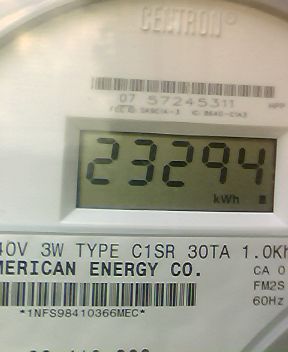 CENTRON®
07 57245311
23294
kWh
40V 3W TYPE C1SR 30TA 1.0Kh
MERICAN ENERGY CO.
CA 0
FM2S
60Hz
*1NFS98410366MEC*